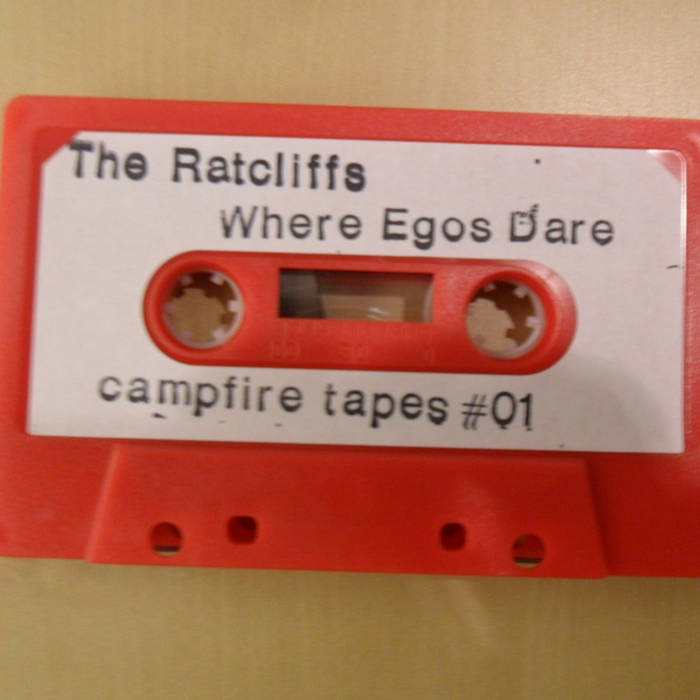 The Ratcliffs
Where Egos Dare
campfire tapes #01